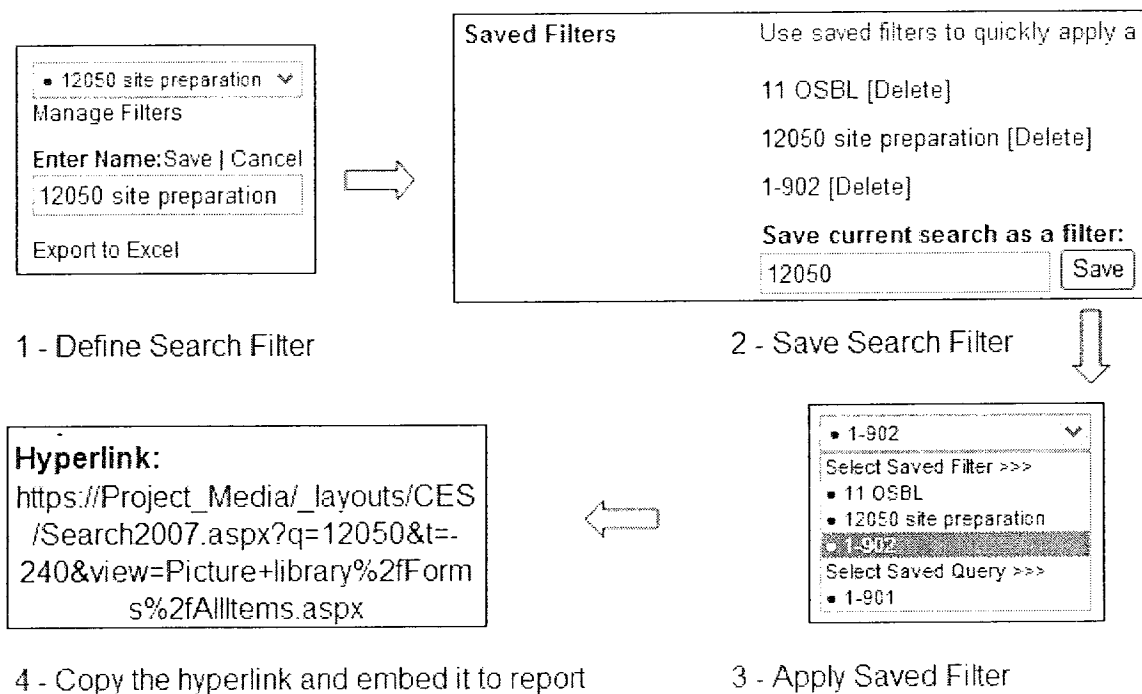 • 12050 site preparation
Manage Filters
Enter Name:Save | Cancel
12050 site preparation
Export to Excel
1 - Define Search Filter
Saved Filters
Use saved filters to quickly apply a
11 OSBL [Delete]
12050 site preparation [Delete]
1-902 [Delete]
Save current search as a filter:
12050
Save
2 - Save Search Filter
• 1-902
Select Saved Filter >>>
• 11 OSBL
• 12050 site preparation
• 1-902
Select Saved Query >>>
• 1-901
3 - Apply Saved Filter
Hyperlink:
https://Project_Media/_layouts/CES
/Search2007.aspx?q=12050&t=-
240&view=Picture+library%2fForm
s%2fAllItems.aspx
4 - Copy the hyperlink and embed it to report